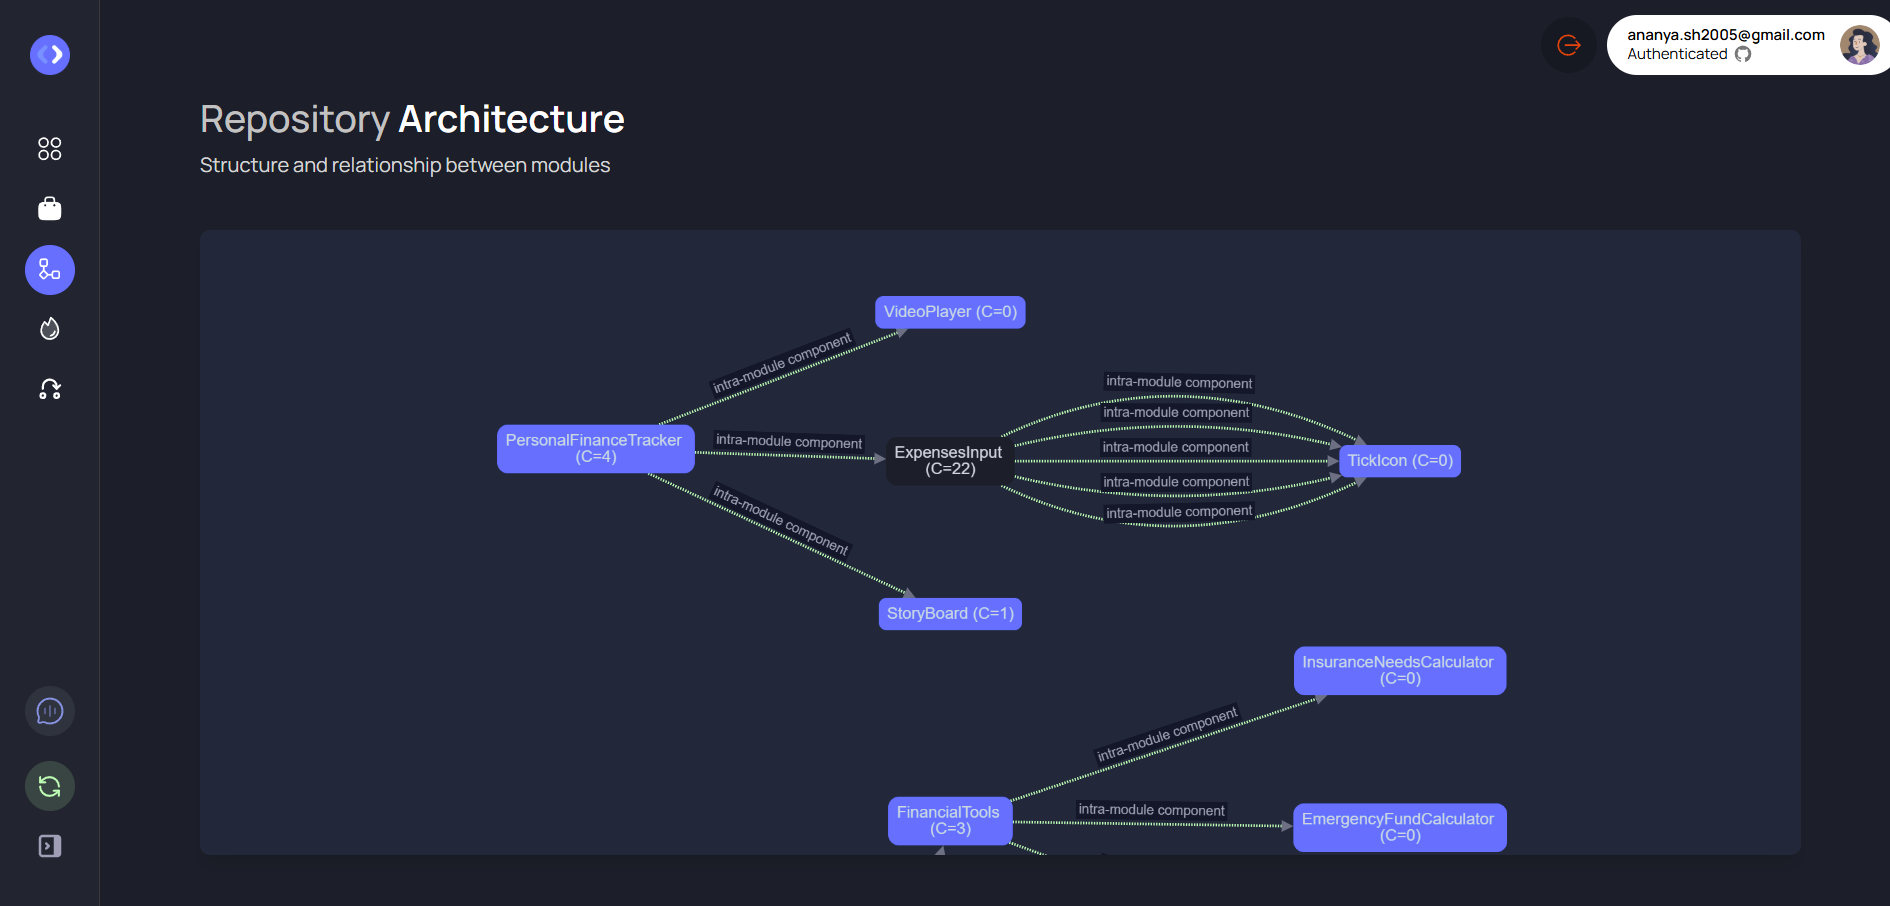 ananya.sh2005@gmail.com
Authenticated
Repository Architecture
Structure and relationship between modules
VideoPlayer (C=0)
intra-module component
intra-module component
intra-module component
intra-module component
PersonalFinanceTracker
(C=4)
intra-module component
ExpensesInput
(C=22)
intra-module component
TickIcon (C=0)
intra-module component
intra-module component
intra-module component
StoryBoard (C=1)
InsuranceNeedsCalculator
(C=0)
intra-module component
FinancialTools
(C=3)
intra-module component
EmergencyFundCalculator
(C=0)